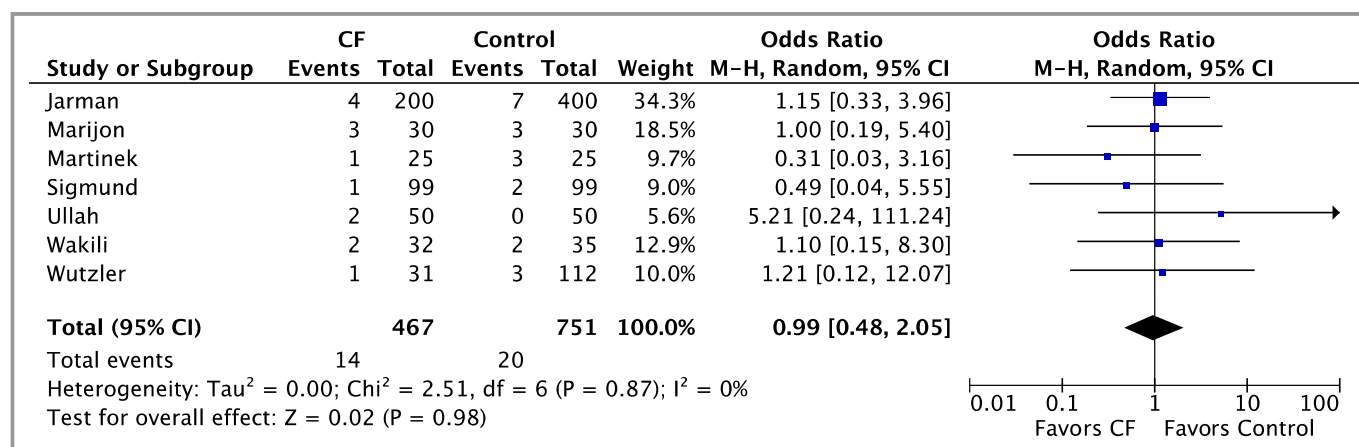 CF Control Odds Ratio Odds Ratio
Study or Subgroup Events Total Events Total Weight M-H, Random, 95% CI M-H, Random, 95% CI
Jarman 4 200 7 400 34.3% 1.15 [0.33, 3.96]
Marijon 3 30 3 30 18.5% 1.00 [0.19, 5.40]
Martinek 1 25 3 25 9.7% 0.31 [0.03, 3.16]
Sigmund 1 99 2 99 9.0% 0.49 [0.04, 5.55]
Ullah 2 50 0 50 5.6% 5.21 [0.24, 111.24]
Wakili 2 32 2 35 12.9% 1.10 [0.15, 8.30]
Wutzler 1 31 3 112 10.0% 1.21 [0.12, 12.07]
Total (95% CI) 467 751 100.0% 0.99 [0.48, 2.05]
Total events 14 20
Heterogeneity: Tau² = 0.00; Chi² = 2.51, df = 6 (P = 0.87); I² = 0%
Test for overall effect: Z = 0.02 (P = 0.98)
0.01 0.1 1 10 100
Favors CF Favors Control